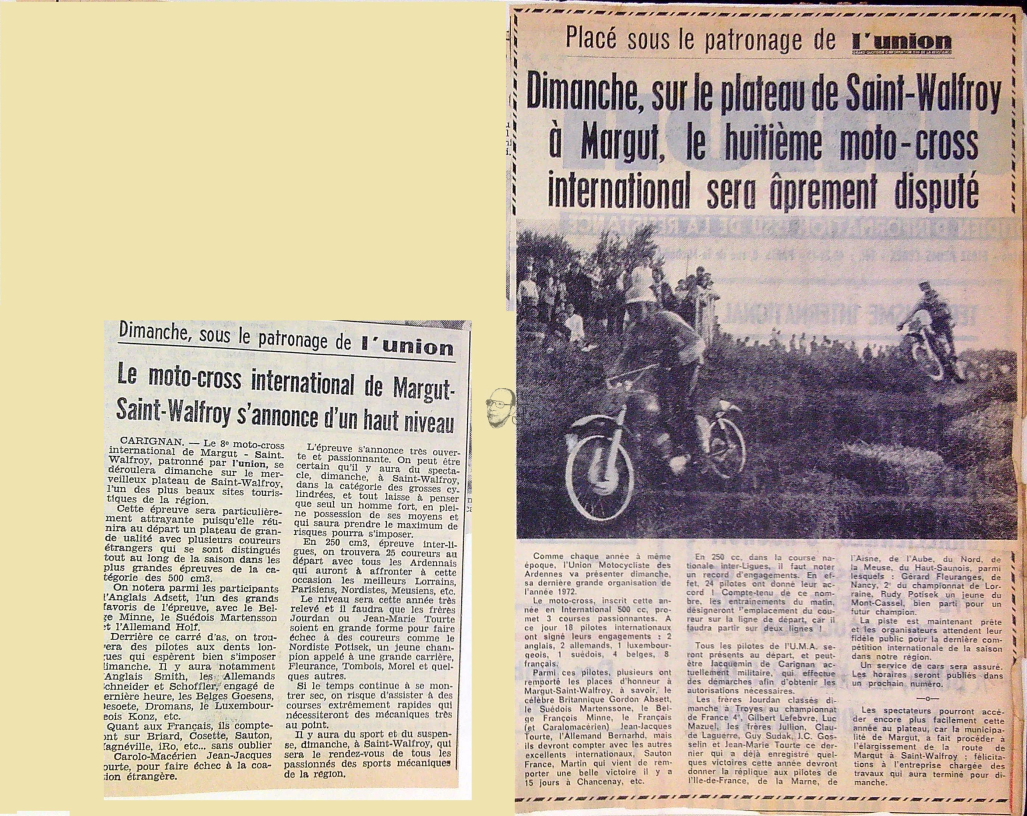 Dimanche, sous le patronage de l'union
Le moto-cross international de Margut-
Saint-Walfroy s'annonce d'un haut niveau
CARIGNAN. — Le 8e moto-cross
international de Margut - Saint-
Walfroy, patronné par l'union, se
déroulera dimanche sur le mer-
veilleux plateau de Saint-Walfroy,
l'un des plus beaux sites touris-
tiques de la région.
Cette épreuve sera particulière-
ment attrayante puisqu'elle réu-
nira au départ un plateau de gran-
de ualité avec plusieurs coureurs
étrangers qui se sont distingués
tout au long de la saison dans les
plus grandes épreuves de la ca-
tégorie des 500 cm3.
On notera parmi les participants
l'Anglais Adsett, l'un des grands
favoris de l'épreuve, avec le Bel-
ge Minne, le Suédois Martensson
et l'Allemand Holf.
Derrière ce carré d'as, on trou-
vera des pilotes aux dents lon-
gues qui espèrent bien s'imposer
dimanche. Il y aura notamment
Anglais Smith, les Allemands
Schneider et Schoffler, engagé de
ernière heure, les Belges Goesens,
Desoete, Dromans, le Luxembour-
eois Konz, etc.
Quant aux Français, ils compte-
ont sur Briard, Cosette, Sauton,
agnéville, iRo, etc... sans oublier
Carolo-Macérien Jean-Jacques
ourte, pour faire échec à la coa-
ion étrangère.
L'épreuve s'annonce très ouver-
te et passionnante. On peut être
certain qu'il y aura du specta-
cle, dimanche, à Saint-Walfroy,
dans la catégorie des grosses cy-
lindrées, et tout laisse à penser
que seul un homme fort, en plei-
ne possession de ses moyens et
qui saura prendre le maximum de
risques pourra s'imposer.
En 250 cm3, épreuve inter-li-
gues, on trouvera 25 coureurs au
départ avec tous les Ardennais
qui auront à affronter à cette
occasion les meilleurs Lorrains,
Parisiens, Nordistes, Meusiens, etc.
Le niveau sera cette année très
relevé et il faudra que les frères
Jourdan ou Jean-Marie Tourte
soient en grande forme pour faire
échec à des coureurs comme le
Nordiste Potisek, un jeune cham-
pion appelé à une grande carrière,
Fleurance, Tombois, Mort et quel-
ques autres.
Si le temps continue à se mon-
trer sec, on risque d'assister à des
courses extrêmement rapides qui
nécessiteront des mécaniques très
au point.
Il y aura du sport et du suspen-
se, dimanche, à Saint-Walfroy, qui
sera le rendez-vous de tous les
passionnés des sports mécaniques
de la région.
Placé sous le patronage de l'union
Dimanche, sur le plateau de Saint-Walfroy
à Margut, le huitième moto-cross
international sera âprement disputé
Comme chaque année à même
époque, l'Union Motocycliste des
Ardennes va présenter dimanche,
sa dernière grande organisation de
l'année 1972.
Le moto-cross, inscrit cette an-
née en International 500 cc, pro-
met 3 courses passionnantes. A
ce jour 18 pilotes internationaux
ont signé leurs engagements : 2
anglais, 2 allemands, 1 luxembour-
geois, 1 suédois, 4 belges, 8
français.
Parmi ces pilotes, plusieurs ont
remporté les places d'honneur à
Margut-Saint-Walfroy, à savoir, le
célèbre Britannique Gordon Absett,
le Suédois Martenssone, le Bel-
ge François Minne, le Français
(et Caralomacérien) Jean-Jacques
Tourte, l'Allemand Bernarhd, mais
ils devront compter avec les autres
excellents internationaux, Sauton
France, Martin qui vient de rem-
porter une belle victoire il y a
15 jours à Chancenay, etc.
En 250 cc, dans la course na-
tionale Inter-Ligues, il faut noter
un record d'engagements. En ef-
fet, 24 pilotes ont donné leur ac-
cord ! Compte-tenu de ce nom-
bre, les entraînements du matin,
désigneront l'emplacement du cou-
reur sur la ligne de départ, car il
faudra partir sur deux lignes !
Tous les pilotes de l'U.M.A. se-
ront présents au départ, et peut-
être Jacquemin de Carignan ac-
tuellement militaire, qui effectue
des démarches afin d'obtenir les
autorisations nécessaires.
Les frères Jourdan classés di-
manche à Troyes au championnat
de France 4e, Gilbert Lefebvre, Luc
Mazuel, les frères Jullion, Clau-
de Laguerre, Guy Sudak, J.C. Gos-
selin et Jean-Marie Tourte ce der-
nier qui a déjà enregistré quel-
ques victoires cette année devront
donner la réplique aux pilotes de
l'Ile-de-France, de la Marne, de
l'Aisne, de l'Aube, du Nord, de
la Meuse, du Haut-Saunois, parmi
lesquels : Gérard Fleuranges, de
Nancy, 2e du championnat de Lor-
raine, Rudy Potisek un jeune du
Mont-Cassel, bien parti pour un
futur champion.
La piste est maintenant prête
et les organisateurs attendent leur
fidèle public pour la dernière com-
pétition internationale de la saison
dans notre région.
Un service de cars sera assuré.
Les horaires seront publiés dans
un prochain numéro.
—o—
Les spectateurs pourront accé-
der encore plus facilement cette
année au plateau, car la municipa-
lité de Margut, a fait procéder à
l'élargissement de la route de
Margut à Saint-Walfroy : félicita-
tions à l'entreprise chargée des
travaux qui aura terminé pour di-
manche.